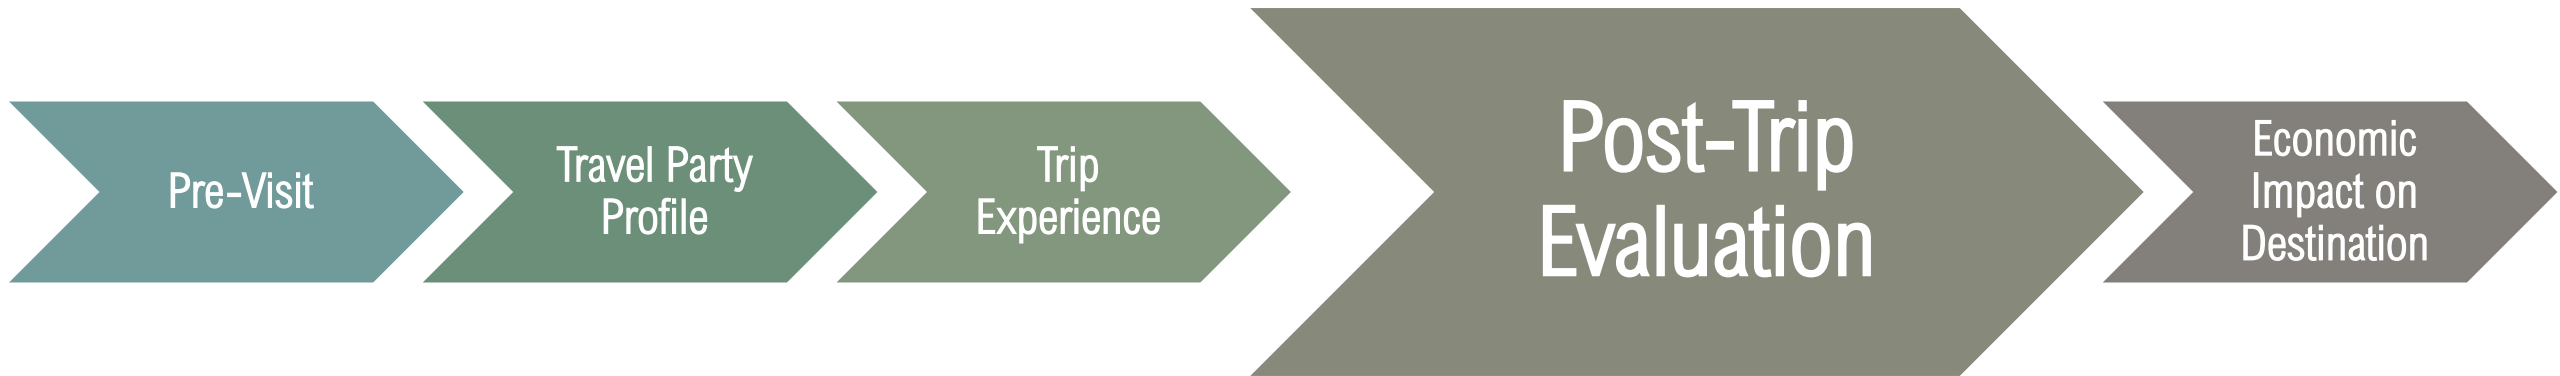 Pre-Visit
Travel Party
Profile
Trip
Experience
Post-Trip
Evaluation
Economic
Impact on
Destination